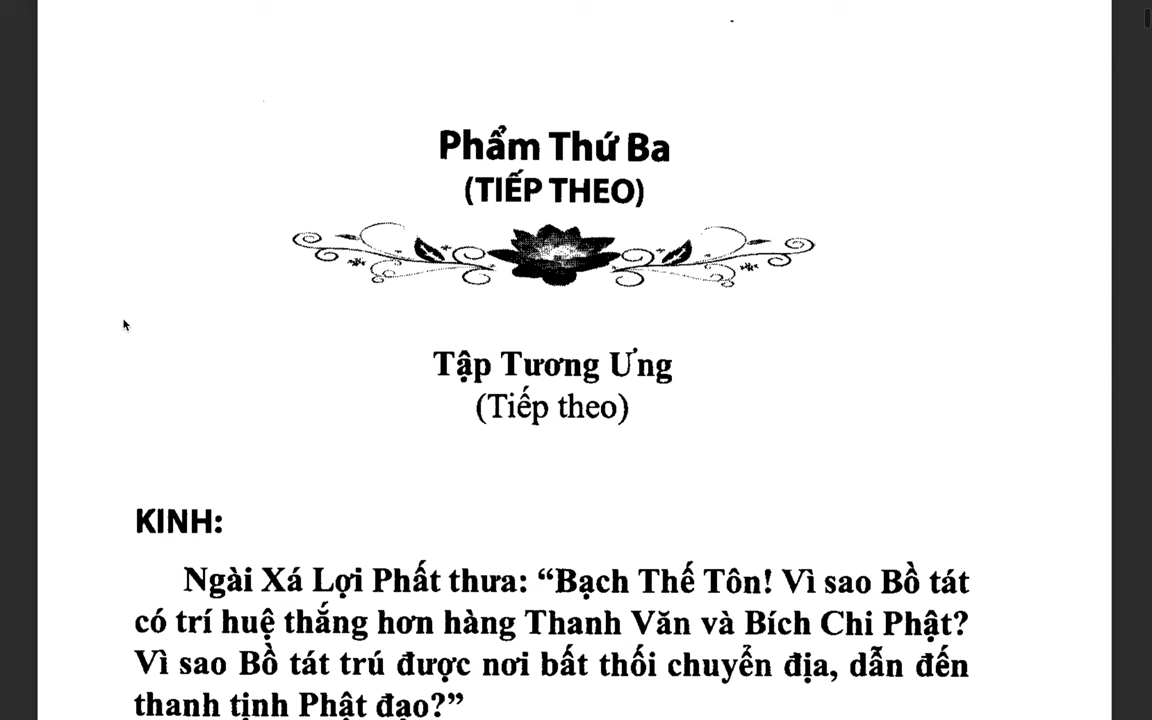 Phẩm Thứ Ba
(TIẾP THEO)
Tập Tương Ưng
(Tiếp theo)
KINH:
Ngài Xá Lợi Phất thưa: “Bạch Thế Tôn! Vì sao Bồ tát
có trí huệ thắng hơn hàng Thanh Văn và Bích Chi Phật?
Vì sao Bồ tát trú được nơi bất thối chuyển địa, dẫn đến
thanh tịnh Phật đạo?”